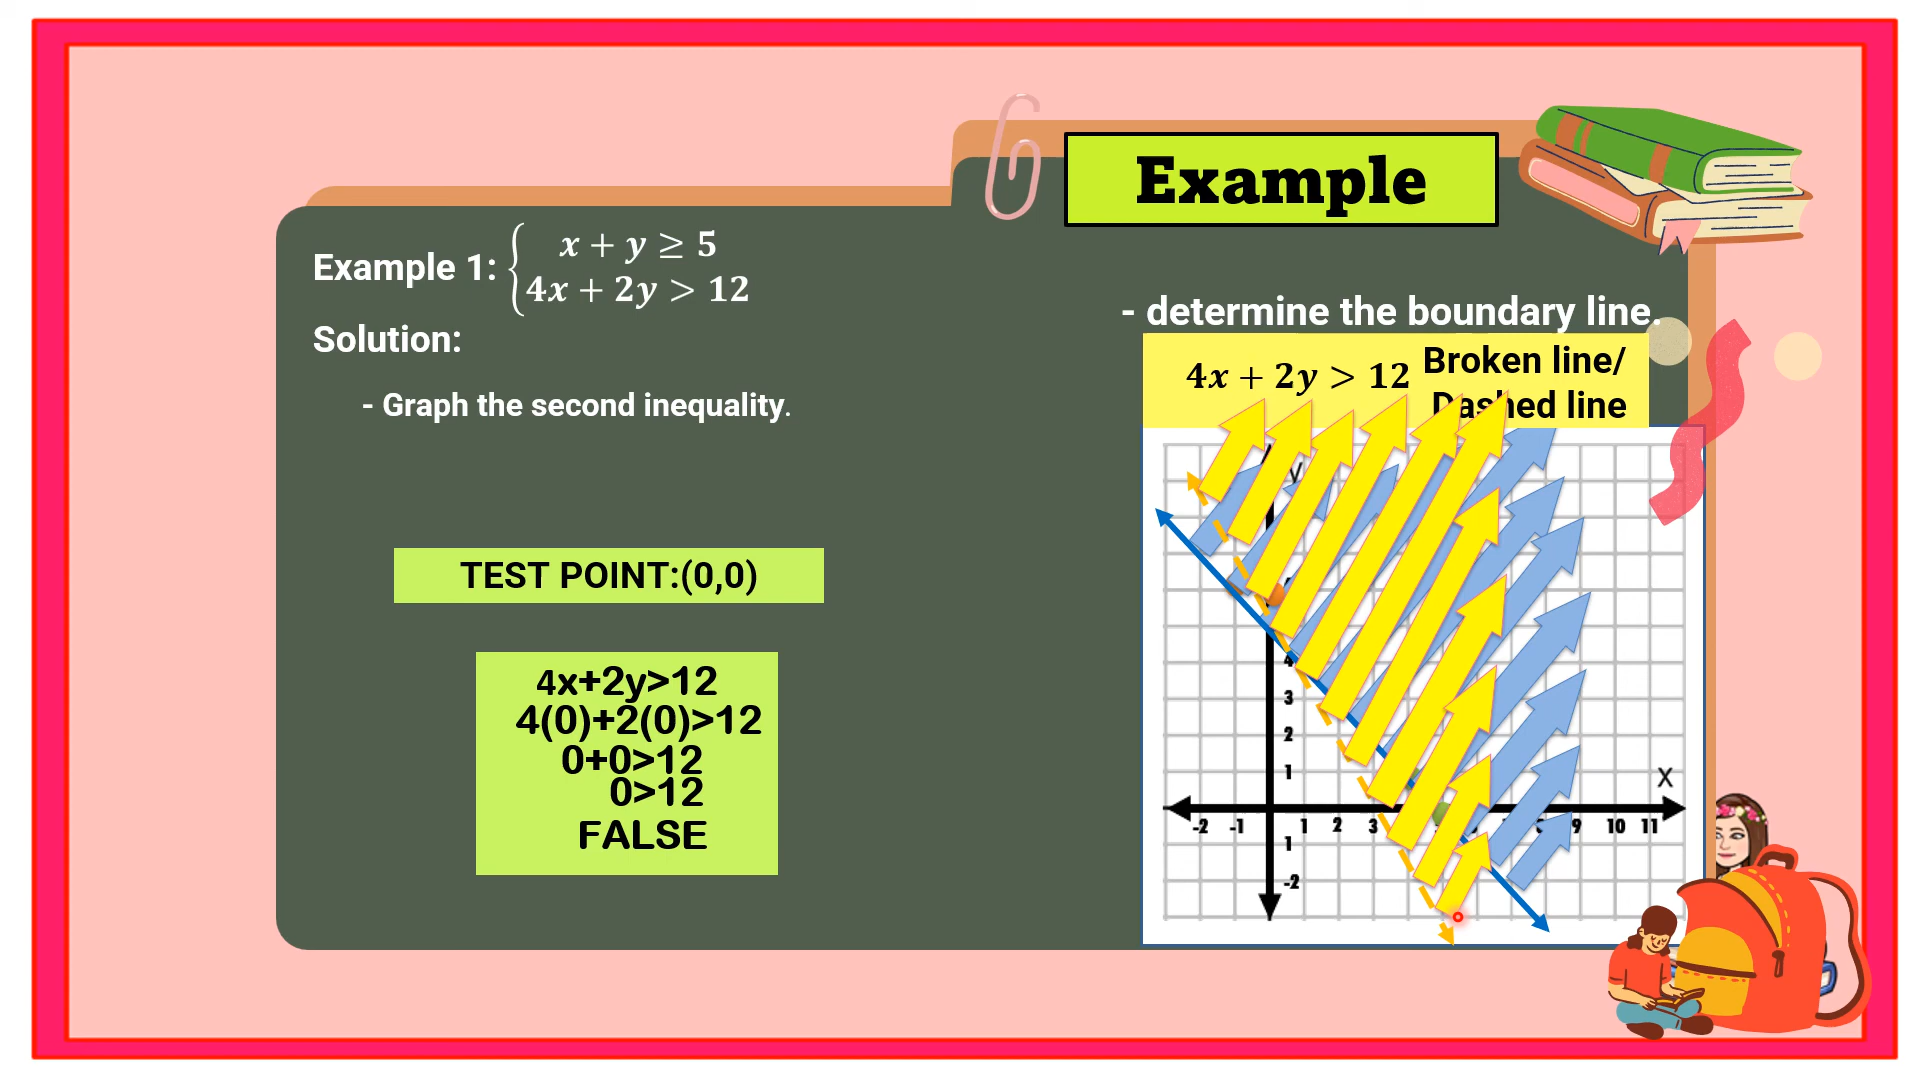 Example
Example 1: { x + y ≥ 5
4x + 2y > 12
Solution:
- Graph the second inequality.
TEST POINT:(0,0)
4x+2y>12
4(0)+2(0)>12
0+0>12
0>12
FALSE
- determine the boundary line.
4x + 2y > 12 Broken line/
Dashed line
y
4
3
2
1
X
-2 -1 1 2 3 9 10 11
1
-2